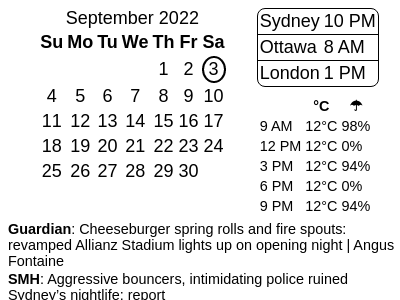 September 2022
Su Mo Tu We Th Fr Sa
1 2 3
4 5 6 7 8 9 10
11 12 13 14 15 16 17
18 19 20 21 22 23 24
25 26 27 28 29 30
Sydney 10 PM
Ottawa 8 AM
London 1 PM
°C ☂
9 AM 12°C 98%
12 PM 12°C 0%
3 PM 12°C 94%
6 PM 12°C 0%
9 PM 12°C 94%
Guardian: Cheeseburger spring rolls and fire spouts:
revamped Allianz Stadium lights up on opening night | Angus
Fontaine
SMH: Aggressive bouncers, intimidating police ruined
Sydney's nightlife: report